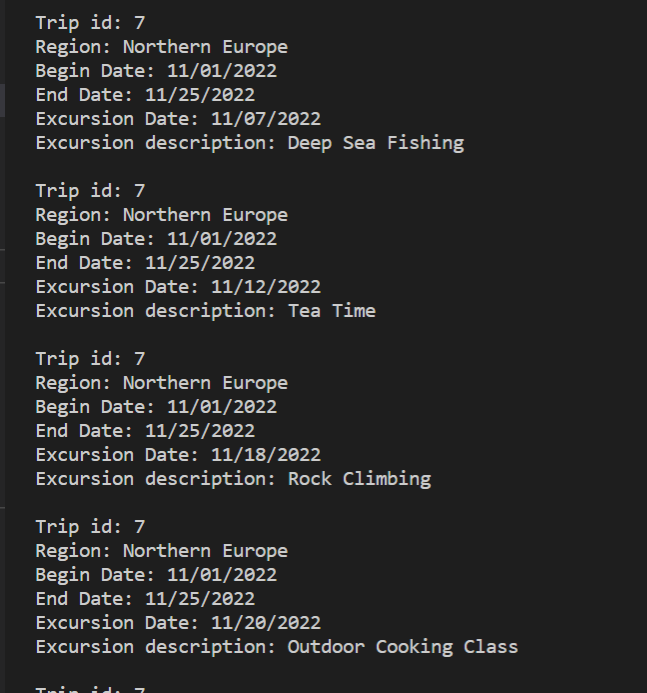 Trip id: 7
Region: Northern Europe
Begin Date: 11/01/2022
End Date: 11/25/2022
Excursion Date: 11/07/2022
Excursion description: Deep Sea Fishing
Trip id: 7
Region: Northern Europe
Begin Date: 11/01/2022
End Date: 11/25/2022
Excursion Date: 11/12/2022
Excursion description: Tea Time
Trip id: 7
Region: Northern Europe
Begin Date: 11/01/2022
End Date: 11/25/2022
Excursion Date: 11/18/2022
Excursion description: Rock Climbing
Trip id: 7
Region: Northern Europe
Begin Date: 11/01/2022
End Date: 11/25/2022
Excursion Date: 11/20/2022
Excursion description: Outdoor Cooking Class
Trip id: 7